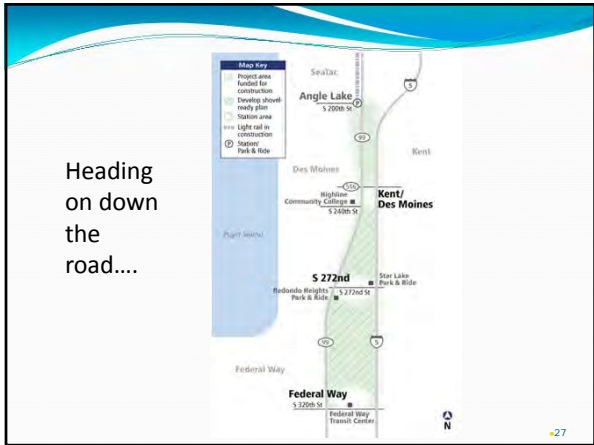 Heading
on down
the
road....
Map Key
Project area
funded for
construction
Develop shovel-
ready plan
Station area
Light rail in
construction
P
Station/
Park & Ride
SeaTac
5
Angle Lake
P
S 200th St
99
Kent
Des Moines
516
Highline
Community College
Kent/
Des Moines
S 240th St
Puget Sound
S 272nd
Star Lake
Park & Ride
Redondo Heights
Park & Ride
S 272nd St
99
5
Federal Way
Federal Way
S 320th St
Federal Way
Transit Center
N
27